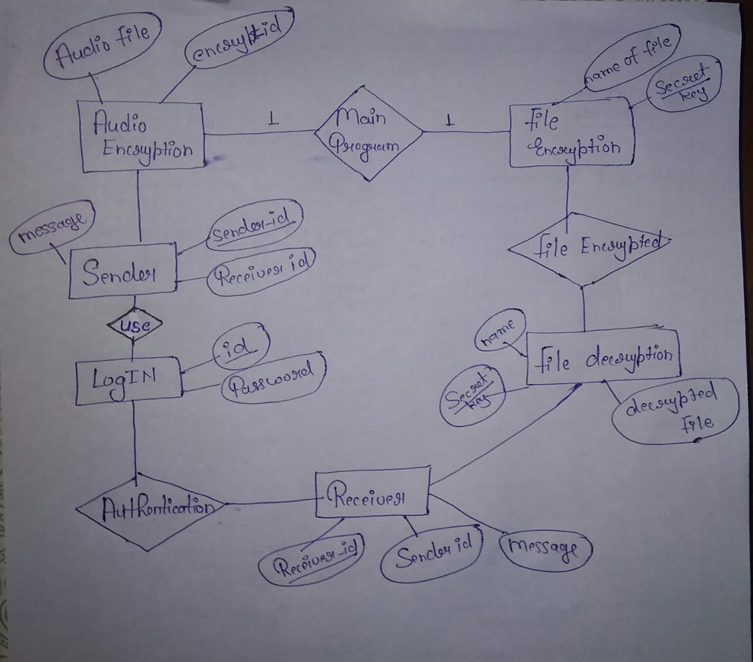 Audio file
encrypt-id
name of file
Secret
key
Audio
Encryption
1
Main
Program
1
File
Encryption
message
Sender
Sender-id
Receiver id
File Encrypted
use
name
File decryption
LogIN
id
Password
Secret
key
decrypted
File
Authentication
Receiver
Receiver-id
Sender id
message